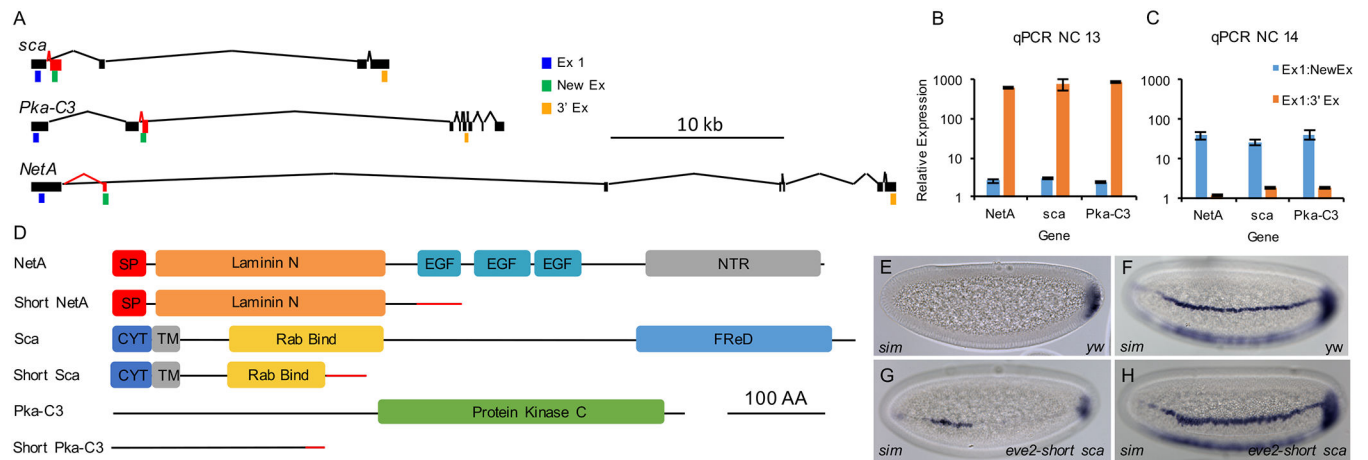 A
sca
Pka-C3
NetA
Ex 1
New Ex
3' Ex
10 kb
B
qPCR NC 13
Relative Expression
1000
100
10
1
NetA sca Pka-C3
Gene
C
qPCR NC 14
Ex1:NewEx
Ex1:3' Ex
1000
100
10
1
NetA sca Pka-C3
Gene
D
NetA SP Laminin N EGF EGF EGF NTR
Short NetA SP Laminin N
Sca CYT TM Rab Bind FReD
Short Sca CYT TM Rab Bind
Pka-C3 Protein Kinase C
100 AA
Short Pka-C3
E
sim yw
F
sim yw
G
sim eve2-short sca
H
sim eve2-short sca